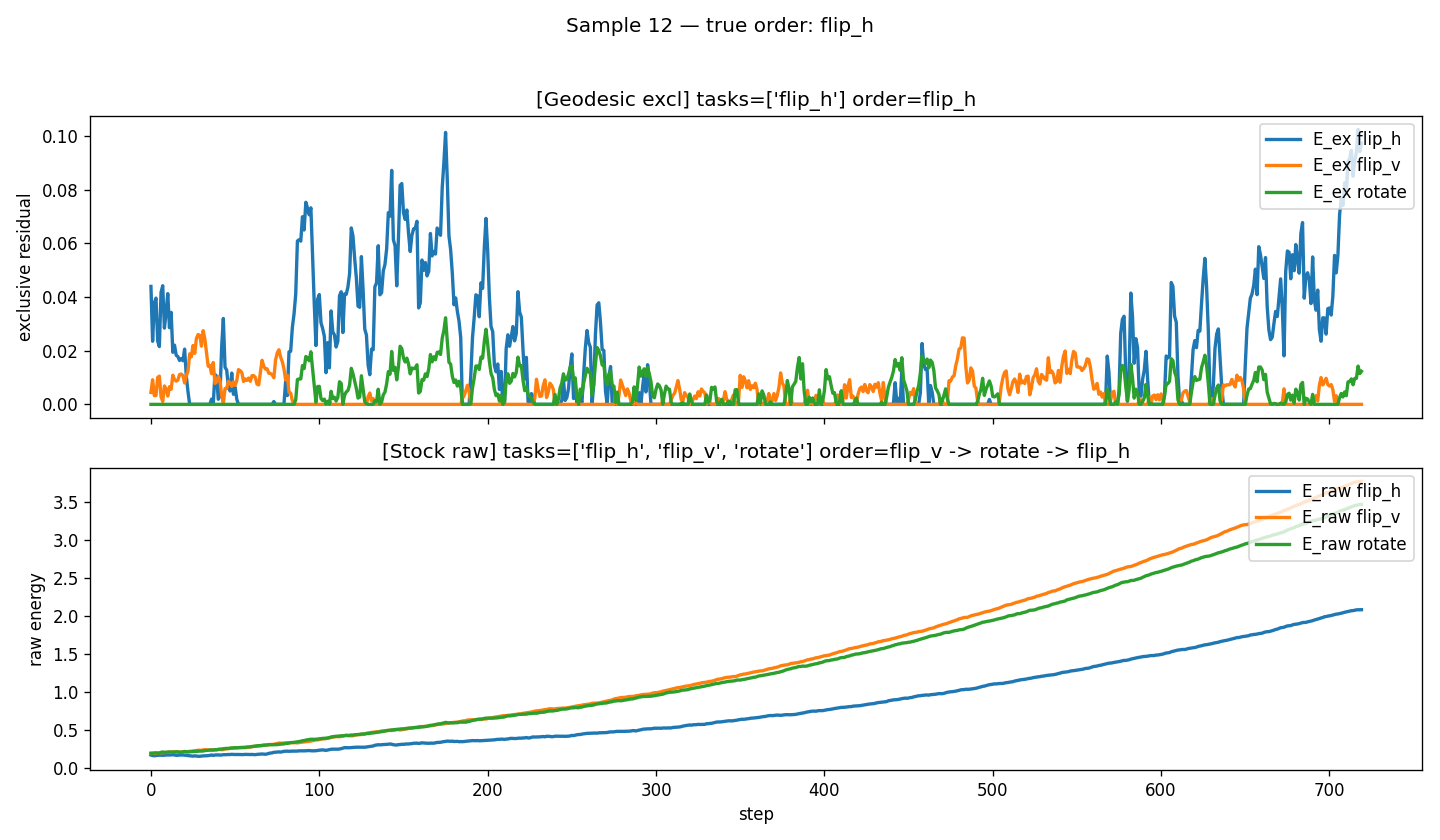 Sample 12 — true order: flip_h
[Geodesic excl] tasks=['flip_h'] order=flip_h
exclusive residual
0.10
0.08
0.06
0.04
0.02
0.00
E_ex flip_h
E_ex flip_v
E_ex rotate
[Stock raw] tasks=['flip_h', 'flip_v', 'rotate'] order=flip_v -> rotate -> flip_h
raw energy
3.5
3.0
2.5
2.0
1.5
1.0
0.5
0.0
E_raw flip_h
E_raw flip_v
E_raw rotate
0 100 200 300 400 500 600 700
step